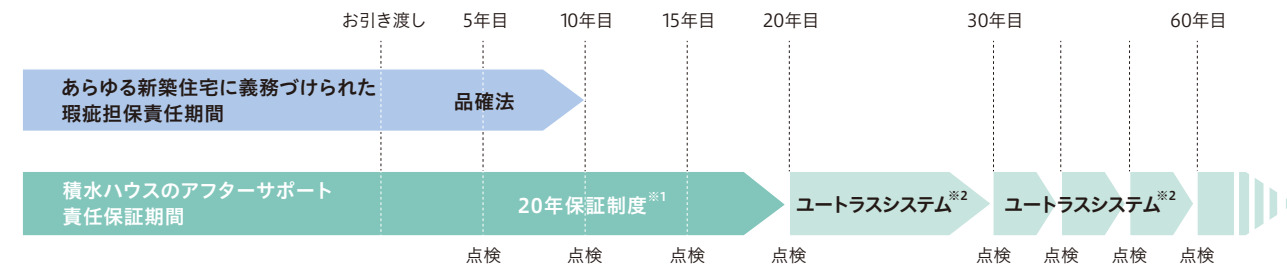 お引き渡し 5年目 10年目 15年目 20年目 30年目 60年目
あらゆる新築住宅に義務づけられた
瑕疵担保責任期間
品確法
積水ハウスのアフターサポート
責任保証期間
20年保証制度※1
ユートラスシステム※2 ユートラスシステム※2
点検 点検 点検 点検 点検 点検 点検 点検